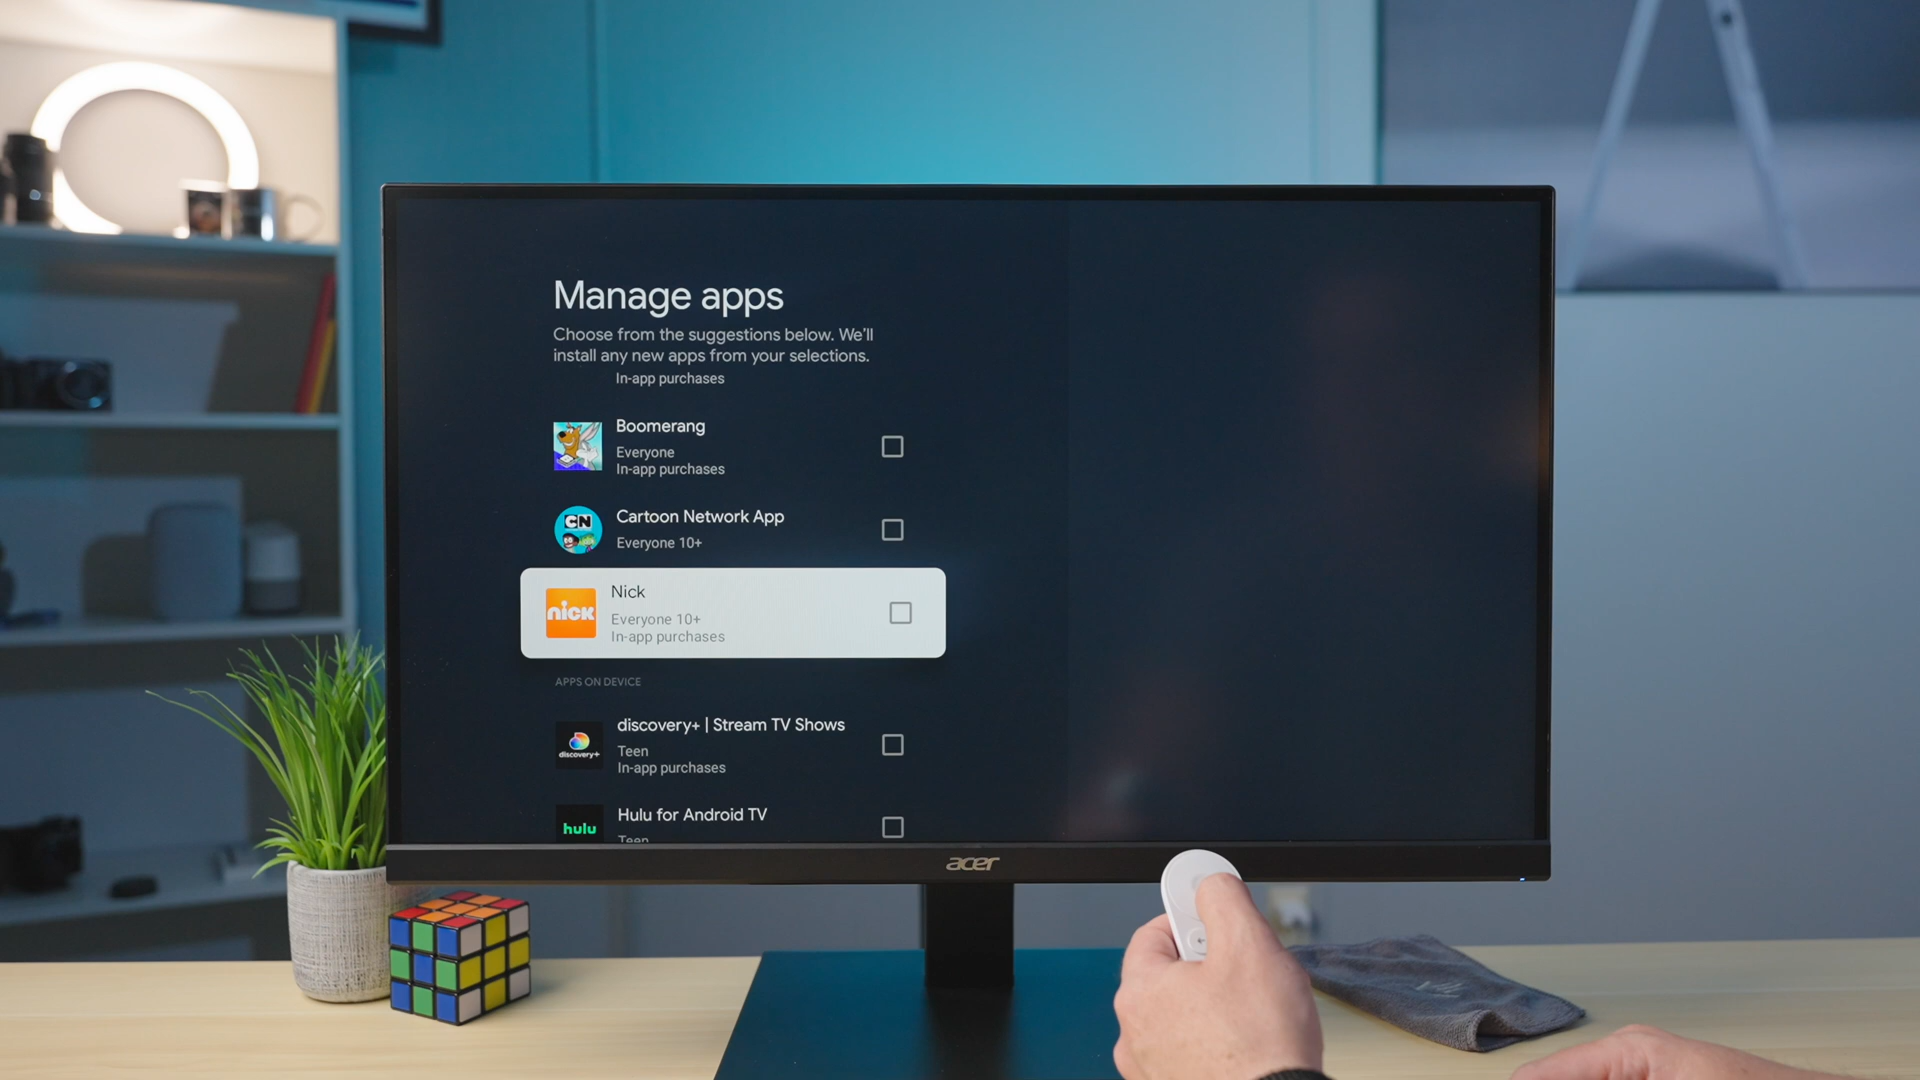 Manage apps
Choose from the suggestions below. We'll
install any new apps from your selections.
In-app purchases
Boomerang
Everyone
In-app purchases
CN
Cartoon Network App
Everyone 10+
nick
Nick
Everyone 10+
In-app purchases
APPS ON DEVICE
discovery+ | Stream TV Shows
discovery+
Teen
In-app purchases
Hulu for Android TV
hulu
Teen
acer